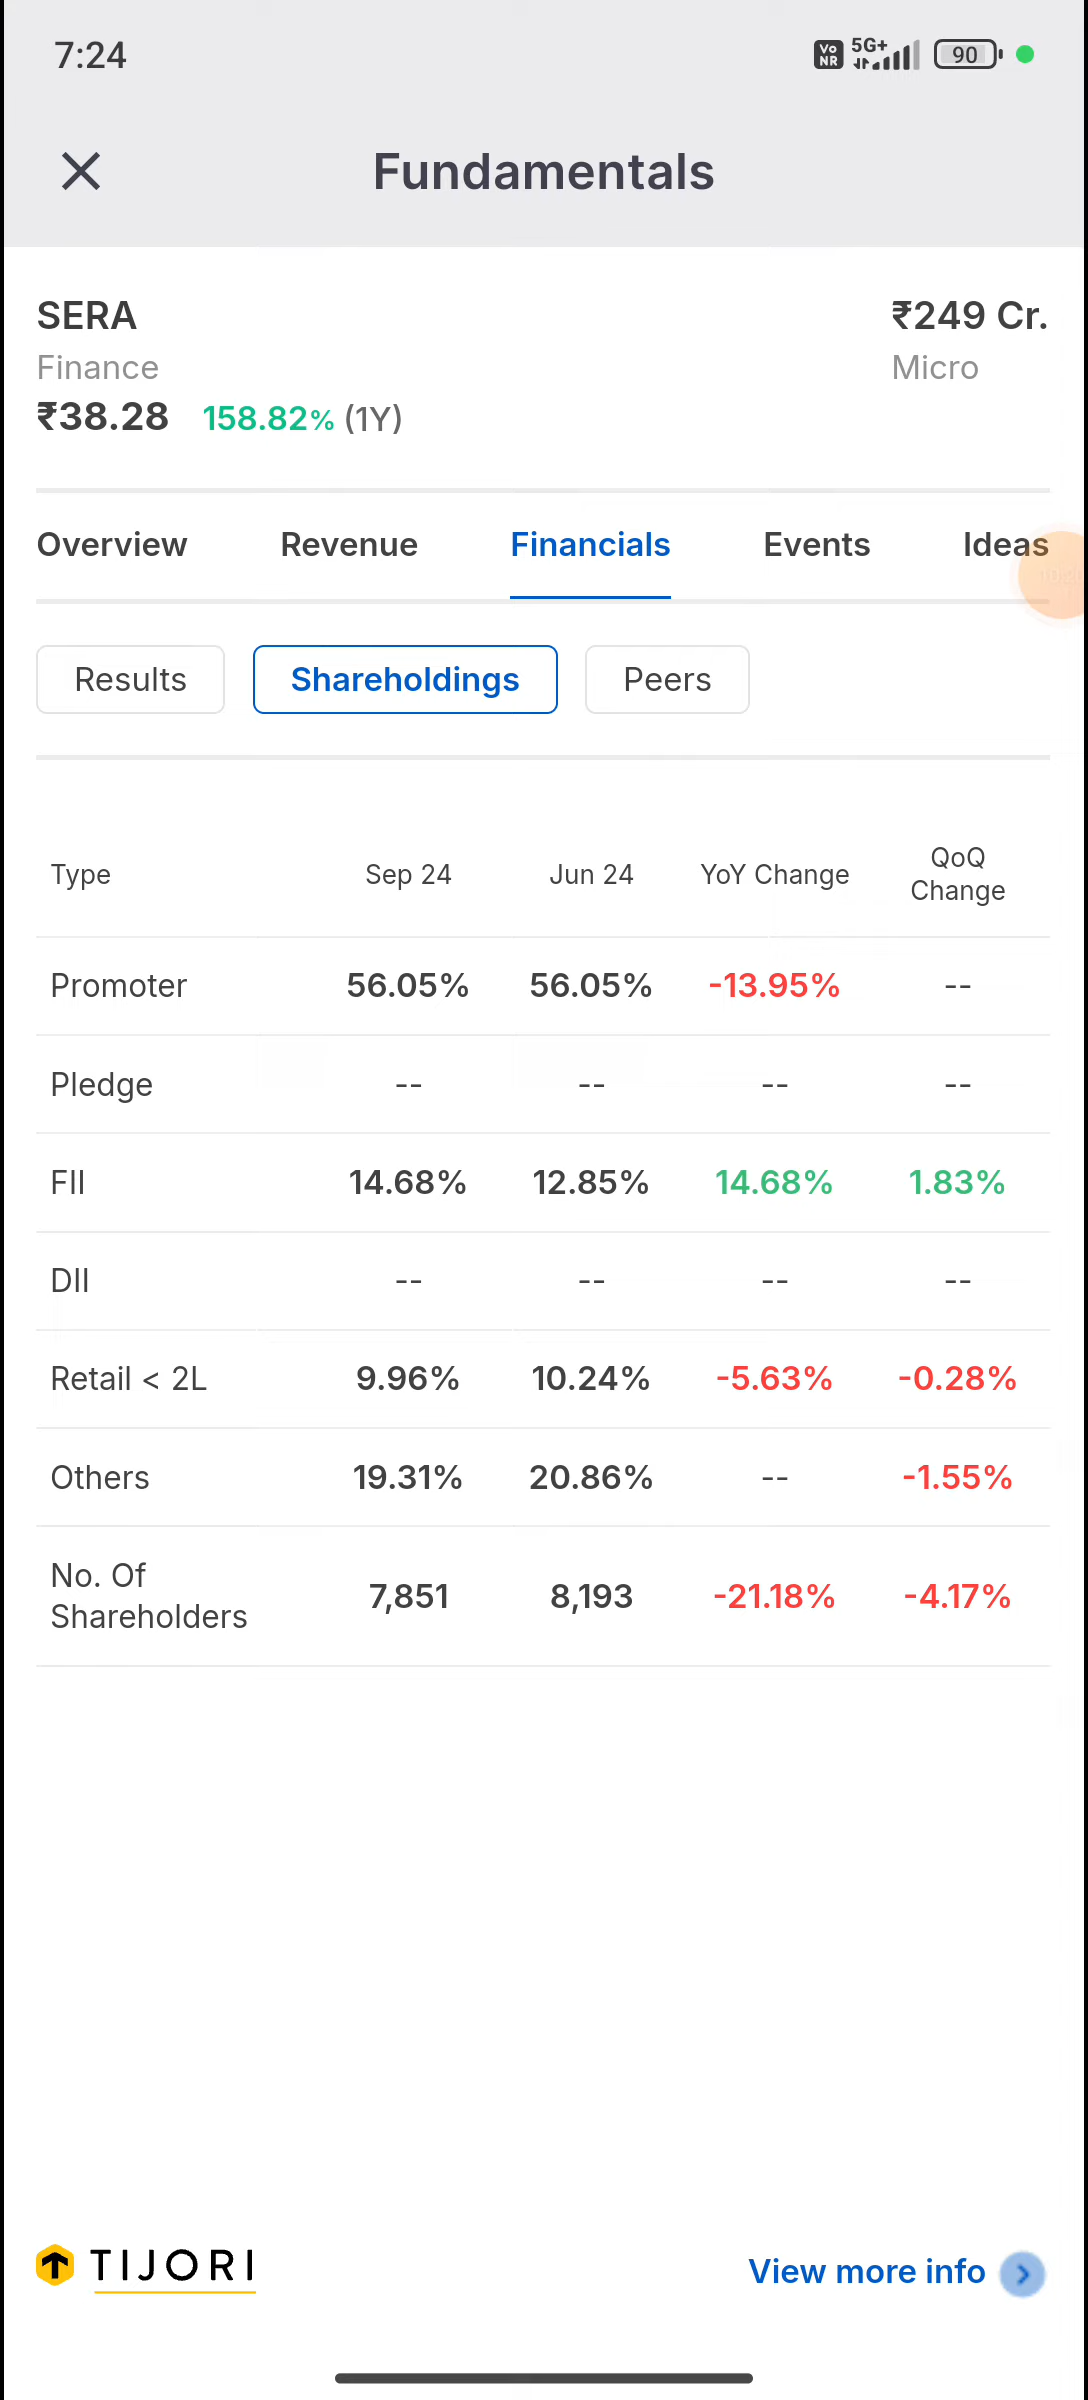 7:24
Vo NR 5G+ 90
Fundamentals
SERA ₹249 Cr.
Finance Micro
₹38.28 158.82% (1Y)
Overview Revenue Financials Events Ideas
Results Shareholdings Peers
Type Sep 24 Jun 24 YoY Change QoQ Change
Promoter 56.05% 56.05% -13.95% --
Pledge -- -- -- --
FII 14.68% 12.85% 14.68% 1.83%
DII -- -- -- --
Retail < 2L 9.96% 10.24% -5.63% -0.28%
Others 19.31% 20.86% -- -1.55%
No. Of Shareholders 7,851 8,193 -21.18% -4.17%
TIJORI View more info